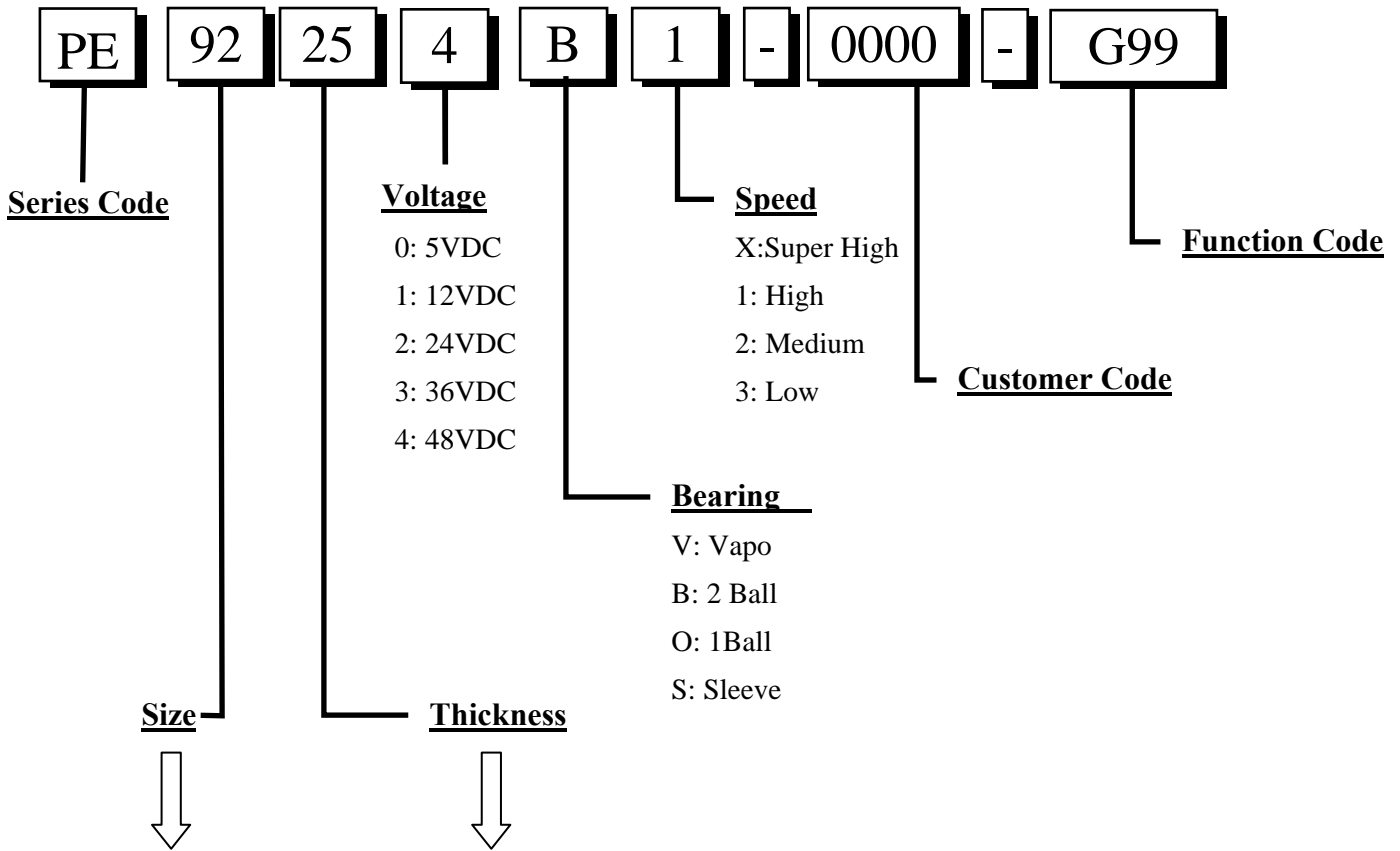 PE 92 25 4 B 1 - 0000 - G99
Series Code
Voltage
0: 5VDC
1: 12VDC
2: 24VDC
3: 36VDC
4: 48VDC
Speed
X:Super High
1: High
2: Medium
3: Low
Function Code
Customer Code
Bearing
V: Vapo
B: 2 Ball
O: 1Ball
S: Sleeve
Size
Thickness